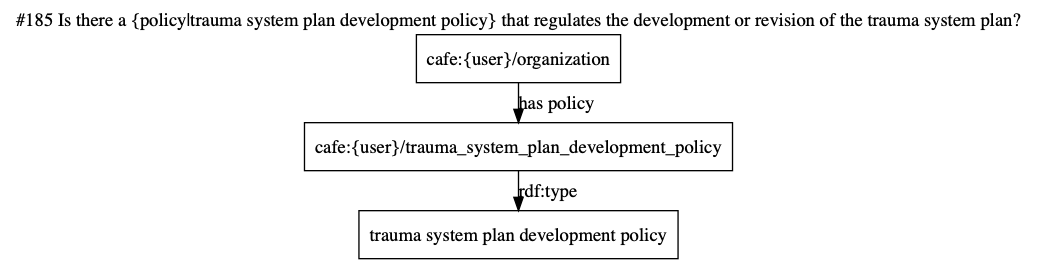 #185 Is there a {policy|trauma system plan development policy} that regulates the development or revision of the trauma system plan?
cafe:{user}/organization
has policy
cafe:{user}/trauma_system_plan_development_policy
rdf:type
trauma system plan development policy